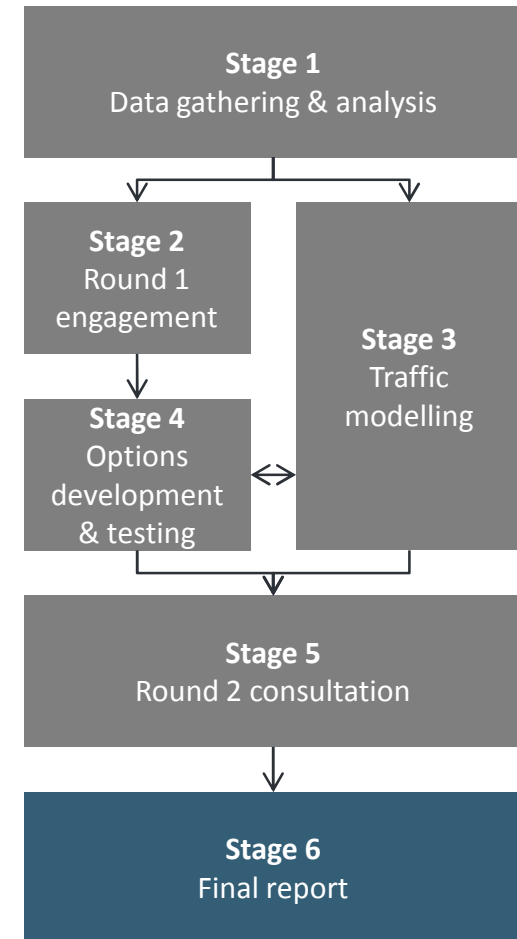 Stage 1
Data gathering & analysis
Stage 2
Round 1
engagement
Stage 3
Traffic
modelling
Stage 4
Options
development
& testing
Stage 5
Round 2 consultation
Stage 6
Final report